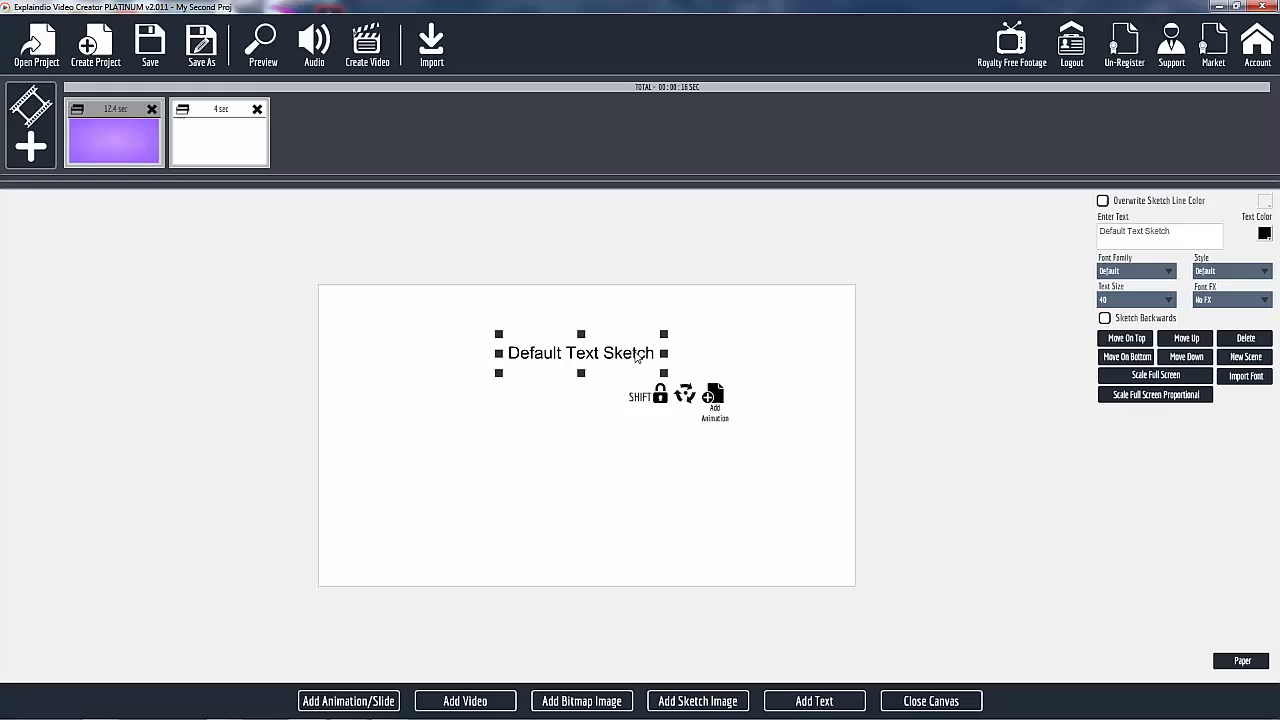 Explaindio Video Creator PLATINUM v2.011 - My Second Proj
Open Project
Create Project
Save
Save As
Preview
Audio
Create Video
Import
Royalty Free Footage
Logout
Un-Register
Support
Market
Account
TOTAL - 00 : 00 : 16 SEC
12.4 sec
4 sec
Overwrite Sketch Line Color
Enter Text
Text Color
Default Text Sketch
Font Family
Style
Default
Default
Text Size
Font FX
40
No FX
Sketch Backwards
Move On Top
Move Up
Delete
Move On Bottom
Move Down
New Scene
Scale Full Screen
Import Font
Scale Full Screen Proportional
Default Text Sketch
SHIFT
Add
Animation
Paper
Add Animation/Slide
Add Video
Add Bitmap Image
Add Sketch Image
Add Text
Close Canvas